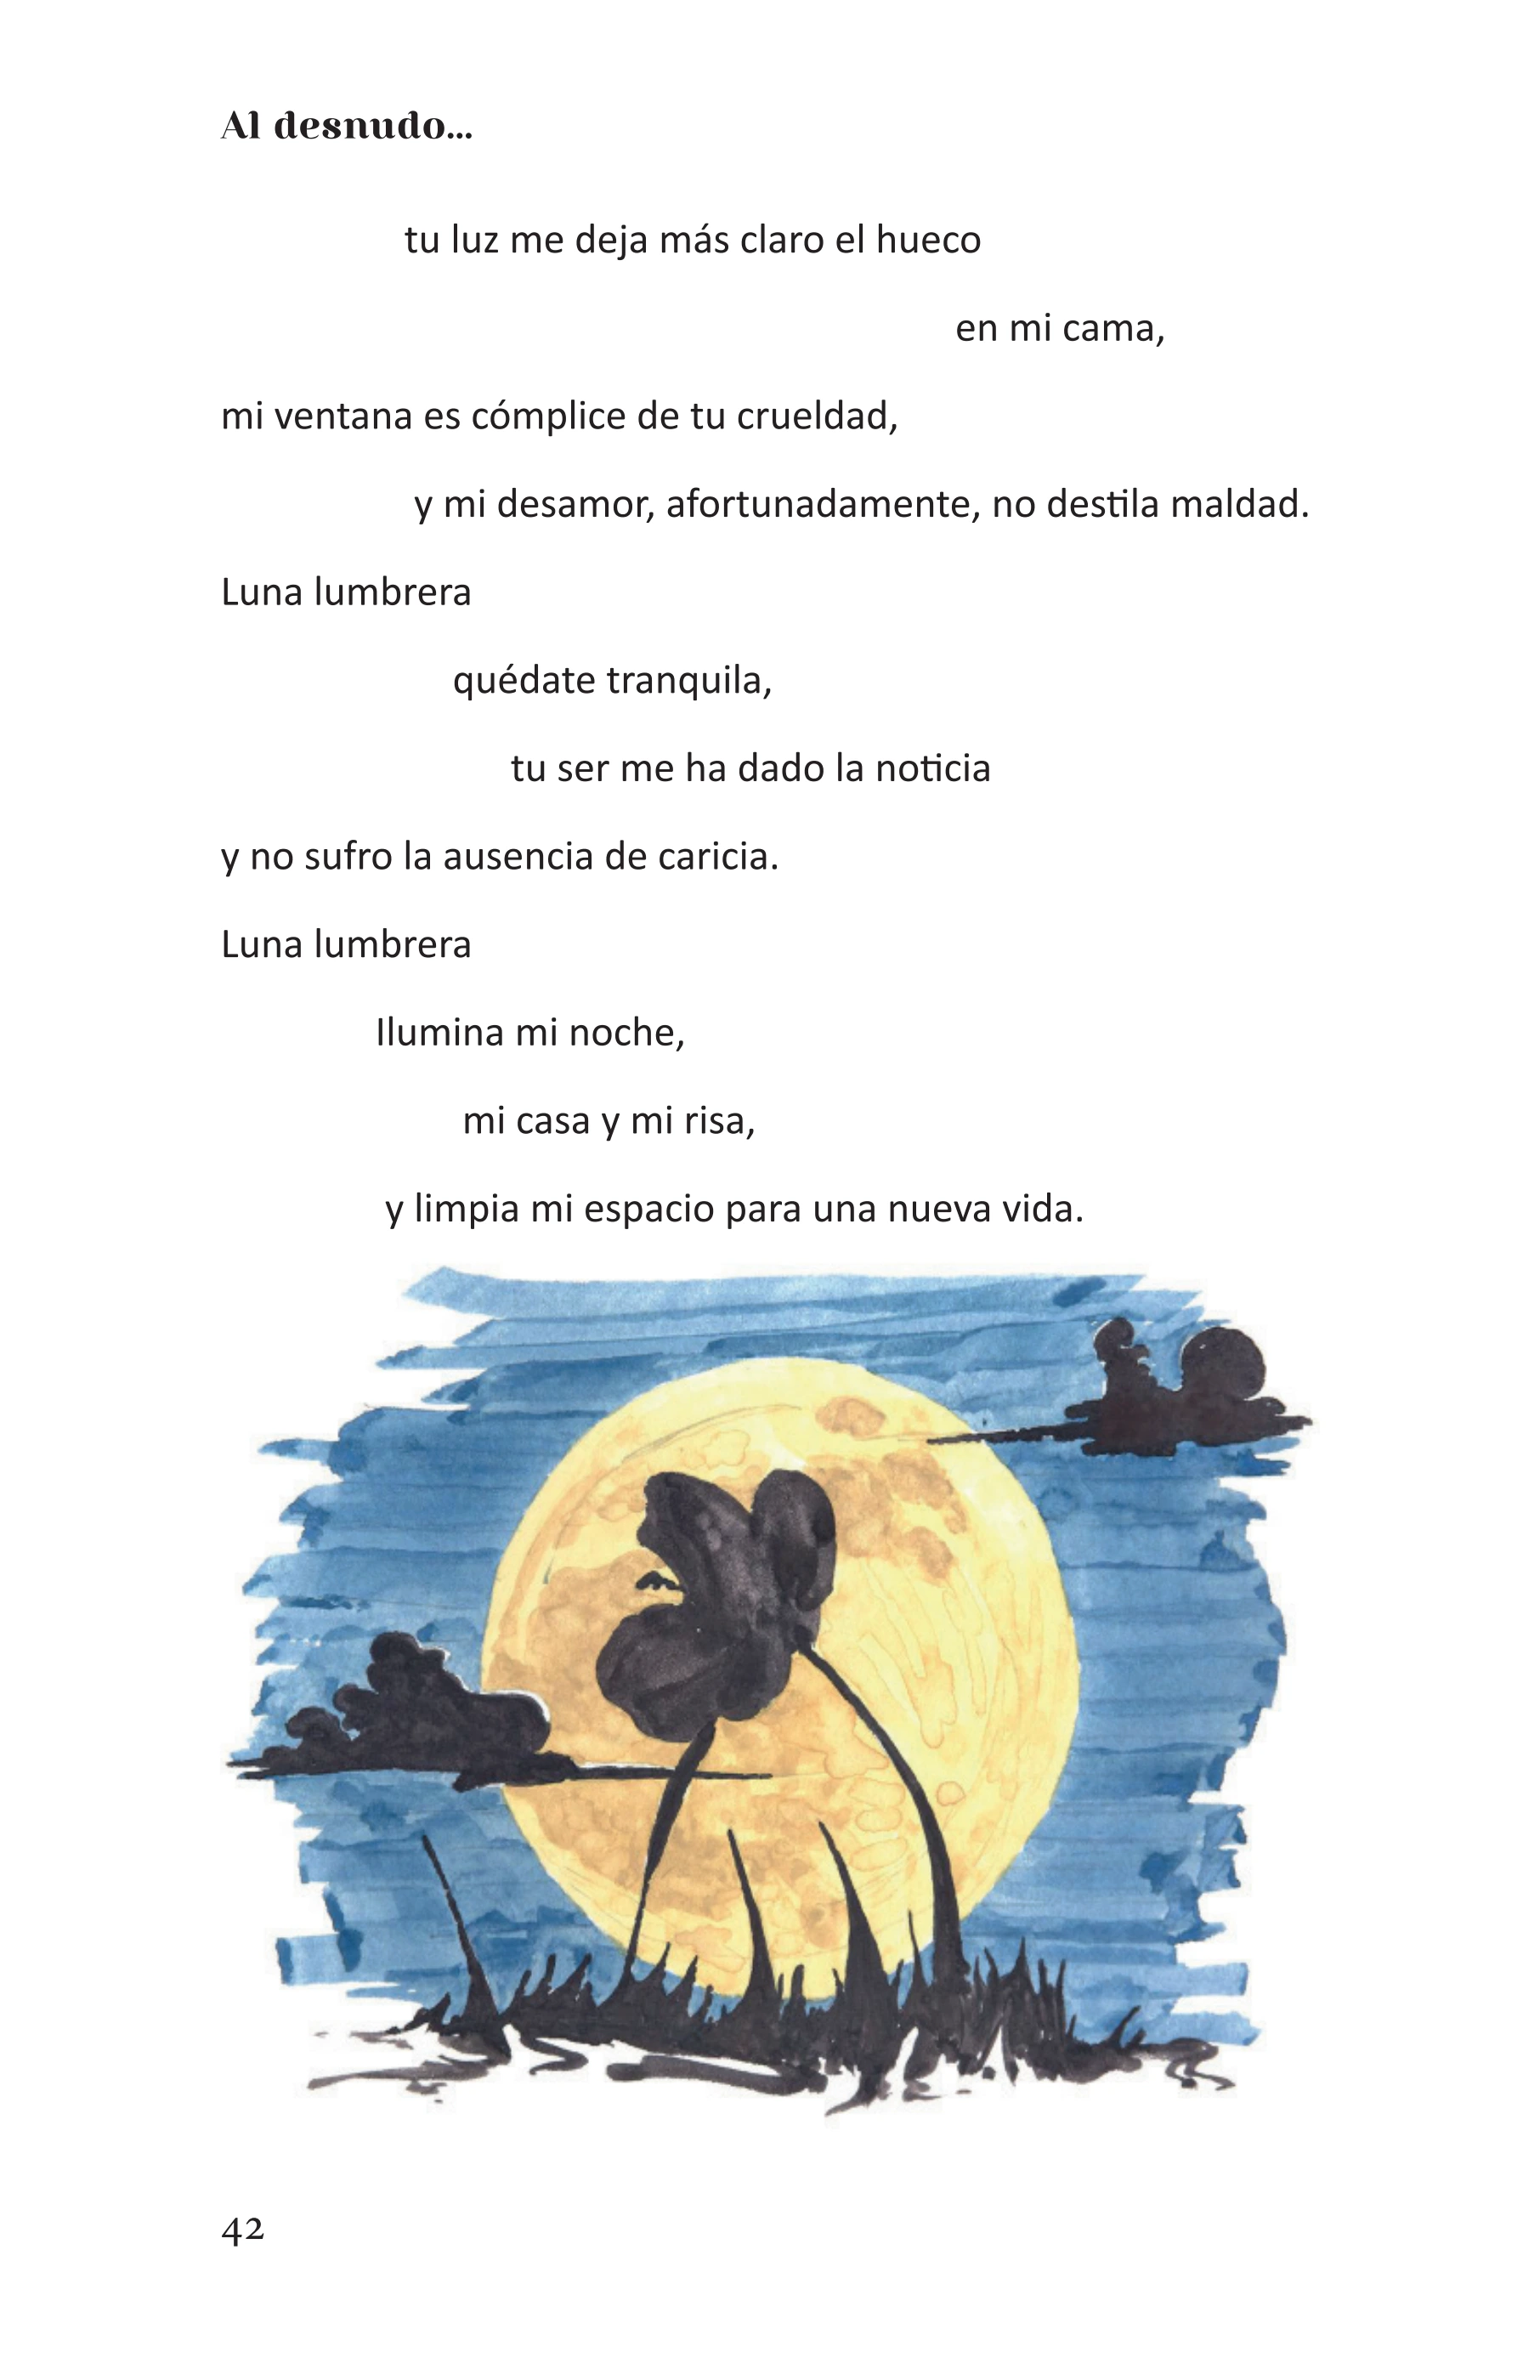 Al desnudo...
tu luz me deja más claro el hueco
en mi cama,
mi ventana es cómplice de tu crueldad,
y mi desamor, afortunadamente, no destila maldad.
Luna lumbrera
quédate tranquila,
tu ser me ha dado la noticia
y no sufro la ausencia de caricia.
Luna lumbrera
Ilumina mi noche,
mi casa y mi risa,
y limpia mi espacio para una nueva vida.
42